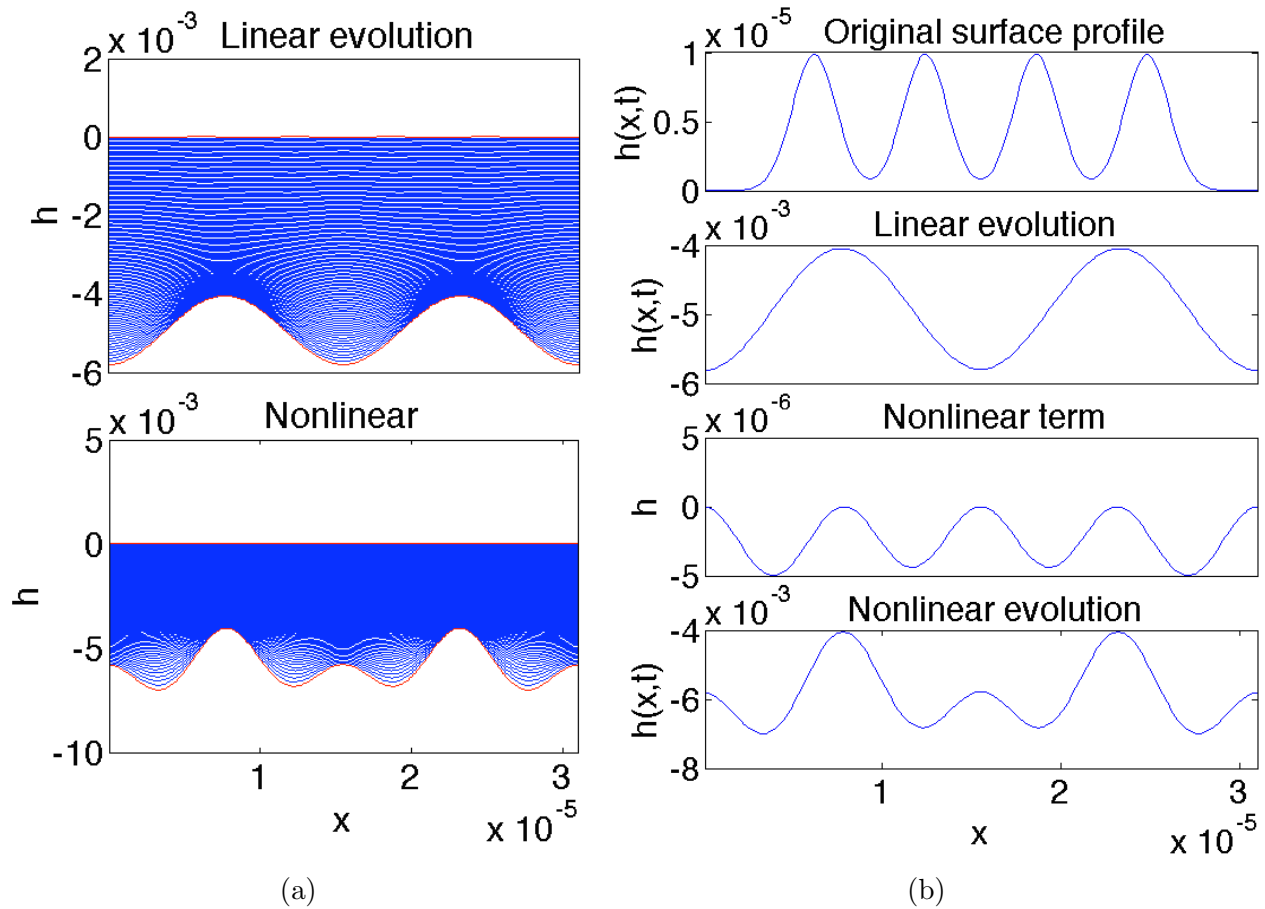 x 10^-3
Linear evolution
2
0
-2
-4
-6
h
x 10^-3
Nonlinear
5
0
-5
-10
h
1 2 3
x
x 10^-5
(a)
x 10^-5
Original surface profile
1
0.5
0
h(x,t)
x 10^-3
Linear evolution
-4
-5
-6
h(x,t)
x 10^-6
Nonlinear term
5
0
-5
h
x 10^-3
Nonlinear evolution
-4
-6
-8
h(x,t)
1 2 3
x
x 10^-5
(b)